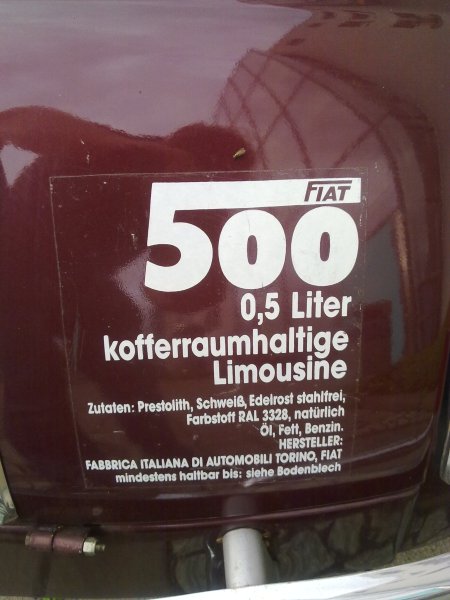 FIAT
500
0,5 Liter
kofferraumhaltige
Limousine
Zutaten: Prestolith, Schweiß, Edelrost stahlfrei,
Farbstoff RAL 3328, natürlich
Öl, Fett, Benzin.
HERSTELLER:
FABBRICA ITALIANA DI AUTOMOBILI TORINO, FIAT
mindestens haltbar bis: siehe Bodenblech